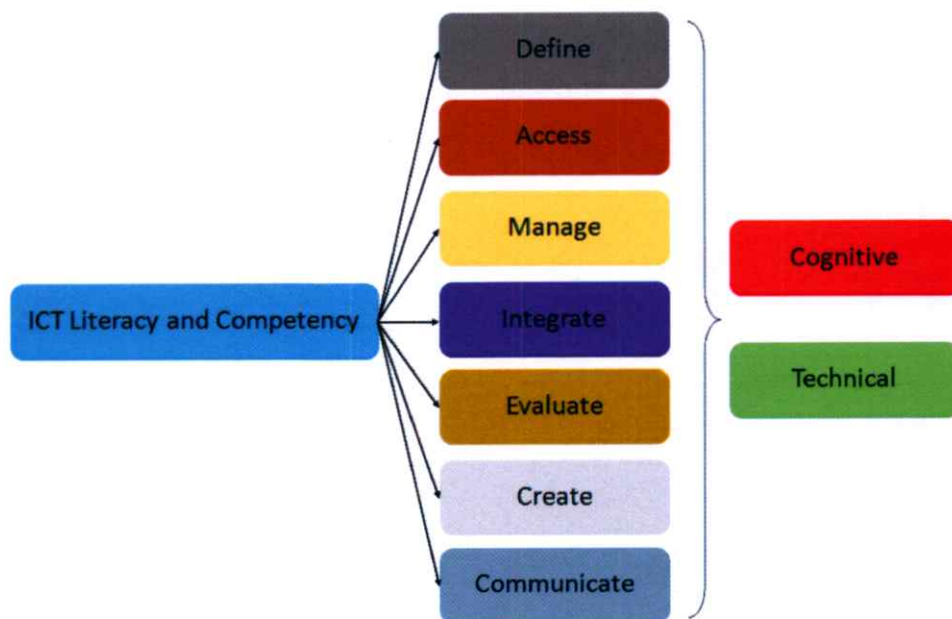 ICT Literacy and Competency
Define
Access
Manage
Integrate
Evaluate
Create
Communicate
Cognitive
Technical